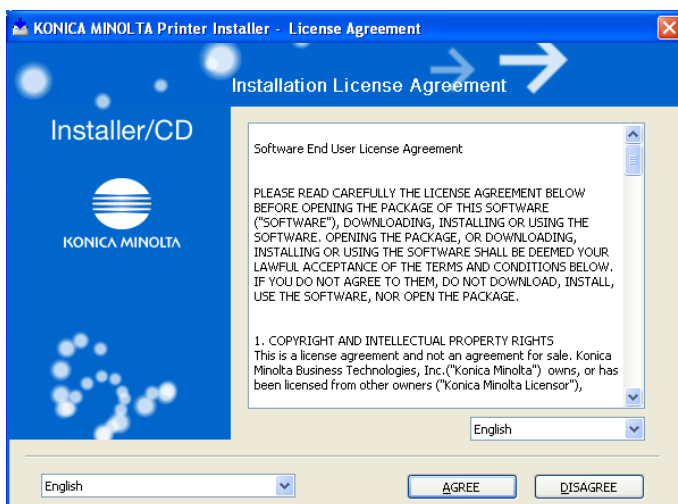 KONICA MINOLTA Printer Installer - License Agreement
Installation License Agreement
Installer/CD
KONICA MINOLTA
Software End User License Agreement
PLEASE READ CAREFULLY THE LICENSE AGREEMENT BELOW
BEFORE OPENING THE PACKAGE OF THIS SOFTWARE
("SOFTWARE"), DOWNLOADING, INSTALLING OR USING THE
SOFTWARE. OPENING THE PACKAGE, OR DOWNLOADING,
INSTALLING OR USING THE SOFTWARE SHALL BE DEEMED YOUR
LAWFUL ACCEPTANCE OF THE TERMS AND CONDITIONS BELOW.
IF YOU DO NOT AGREE TO THEM, DO NOT DOWNLOAD, INSTALL,
USE THE SOFTWARE, NOR OPEN THE PACKAGE.
1. COPYRIGHT AND INTELLECTUAL PROPERTY RIGHTS
This is a license agreement and not an agreement for sale. Konica
Minolta Business Technologies, Inc.("Konica Minolta") owns, or has
been licensed from other owners ("Konica Minolta Licensor"),
English
English
AGREE
DISAGREE